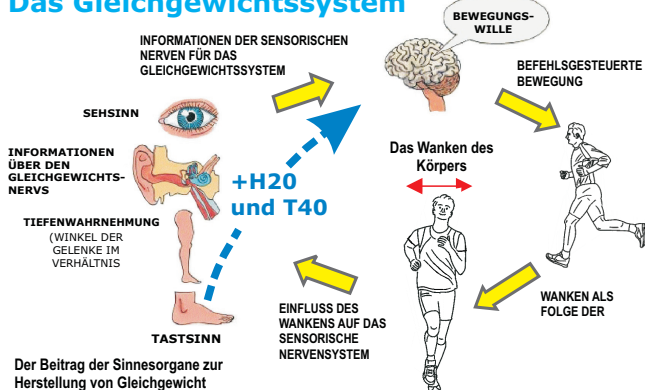 Das Gleichgewichtssystem
BEWEGUNGS-
WILLE
INFORMATIONEN DER SENSORISCHEN
NERVEN FÜR DAS
GLEICHGEWICHTSSYSTEM
BEFEHLSGESTEUERTE
BEWEGUNG
SEHSINN
INFORMATIONEN
ÜBER DEN
GLEICHGEWICHTS-
NERVS
Das Wanken des
Körpers
+H20
und T40
TIEFENWAHRNEHMUNG
(WINKEL DER
GELENKE IM
VERHÄLTNIS
TASTSINN
EINFLUSS DES
WANKENS AUF DAS
SENSORISCHE
NERVENSYSTEM
WANKEN ALS
FOLGE DER
Der Beitrag der Sinnesorgane zur
Herstellung von Gleichgewicht